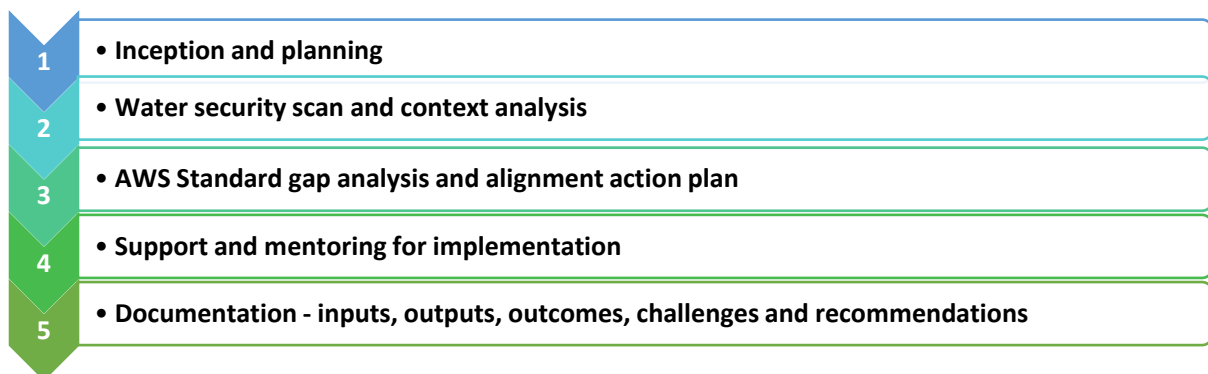 1 • Inception and planning
2 • Water security scan and context analysis
3 • AWS Standard gap analysis and alignment action plan
4 • Support and mentoring for implementation
5 • Documentation - inputs, outputs, outcomes, challenges and recommendations